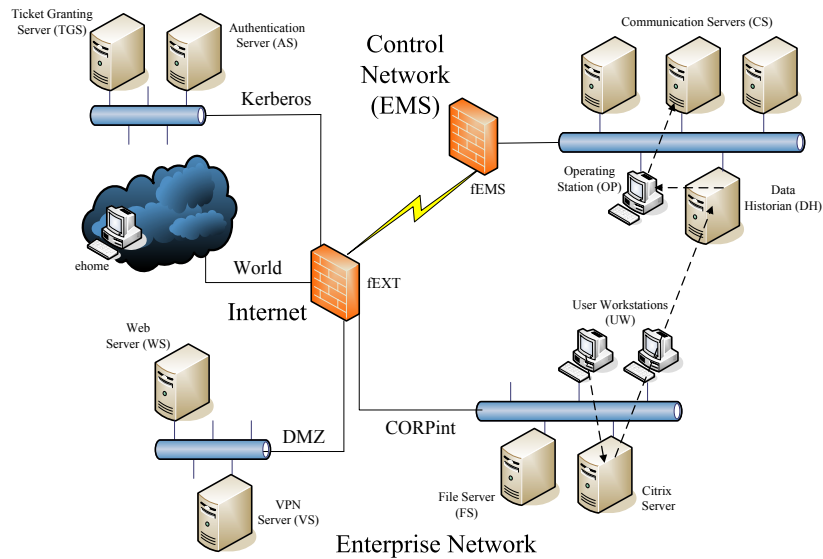 Ticket Granting
Server (TGS)
Authentication
Server (AS)
Kerberos
Control
Network
(EMS)
Communication Servers (CS)
fEMS
Operating
Station (OP)
Data
Historian (DH)
ehome
World
fEXT
Internet
User Workstations
(UW)
Web
Server (WS)
DMZ
CORPint
VPN
Server (VS)
File Server
(FS)
Citrix
Server
Enterprise Network